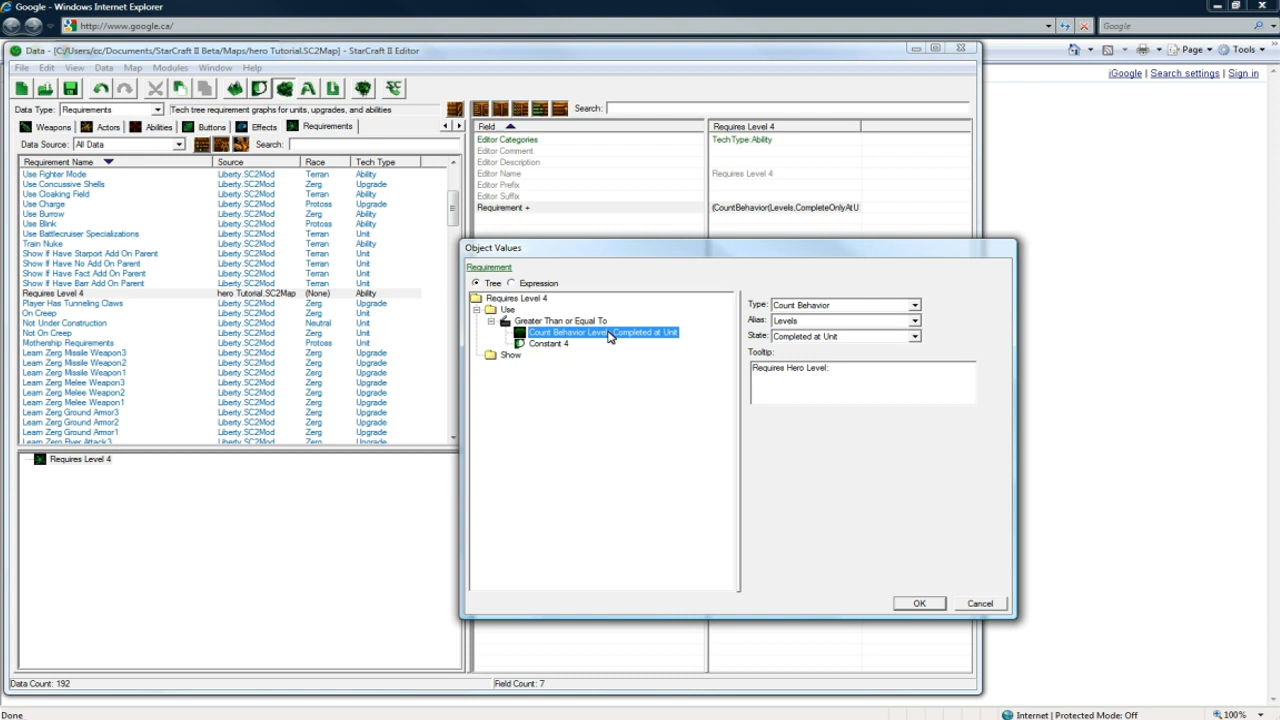 Google - Windows Internet Explorer
http://www.google.ca/
Google
Data - [C:/Users/cc/Documents/StarCraft II Beta/Maps/hero Tutorial.SC2Map] - StarCraft II Editor
Page
Tools
File Edit View Data Map Modules Window Help
iGoogle | Search settings | Sign in
Data Type: Requirements Tech tree requirement graphs for units, upgrades, and abilities
Search:
Weapons Actors Abilities Buttons Effects Requirements
Field Requires Level 4
Data Source: All Data Search:
Editor Categories TechType:Ability
Editor Comment
Requirement Name Source Race Tech Type
Editor Description
Use Fighter Mode Liberty.SC2Mod Terran Ability
Editor Name Requires Level 4
Use Concussive Shells Liberty.SC2Mod Zerg Upgrade
Editor Prefix
Use Cloaking Field Liberty.SC2Mod Terran Ability
Editor Suffix
Use Charge Liberty.SC2Mod Protoss Upgrade
Requirement + (CountBehavior(Levels,CompleteOnlyAtU
Use Burrow Liberty.SC2Mod Zerg Ability
Use Blink Liberty.SC2Mod Protoss Ability
Use Battlecruiser Specializations Liberty.SC2Mod Terran Unit
Train Nuke Liberty.SC2Mod Terran Ability
Show If Have Starport Add On Parent Liberty.SC2Mod Terran Unit
Show If Have No Add On Parent Liberty.SC2Mod Terran Unit
Show If Have Fact Add On Parent Liberty.SC2Mod Terran Unit
Show If Have Barr Add On Parent Liberty.SC2Mod Terran Unit
Requires Level 4 hero Tutorial.SC2Map (None) Ability
Player Has Tunneling Claws Liberty.SC2Mod Zerg Upgrade
On Creep Liberty.SC2Mod Zerg Unit
Not Under Construction Liberty.SC2Mod Neutral Unit
Not On Creep Liberty.SC2Mod Terran Unit
Mothership Requirements Liberty.SC2Mod Protoss Unit
Learn Zerg Missile Weapon3 Liberty.SC2Mod Zerg Upgrade
Learn Zerg Missile Weapon2 Liberty.SC2Mod Zerg Upgrade
Learn Zerg Missile Weapon1 Liberty.SC2Mod Zerg Upgrade
Learn Zerg Melee Weapon3 Liberty.SC2Mod Zerg Upgrade
Learn Zerg Melee Weapon2 Liberty.SC2Mod Zerg Upgrade
Learn Zerg Melee Weapon1 Liberty.SC2Mod Zerg Upgrade
Learn Zerg Ground Armor3 Liberty.SC2Mod Zerg Upgrade
Learn Zerg Ground Armor2 Liberty.SC2Mod Zerg Upgrade
Learn Zerg Ground Armor1 Liberty.SC2Mod Zerg Upgrade
Learn Zerg Flyer Attack3 Liberty.SC2Mod Zerg Upgrade
Requires Level 4
Object Values
Requirement
Tree Expression
Requires Level 4
Use
Greater Than or Equal To
Count Behavior Level Completed at Unit
Constant 4
Show
Type: Count Behavior
Alias: Levels
State: Completed at Unit
Tooltip:
Requires Hero Level:
OK Cancel
Data Count: 192
Field Count: 7
Done
Internet | Protected Mode: Off
100%